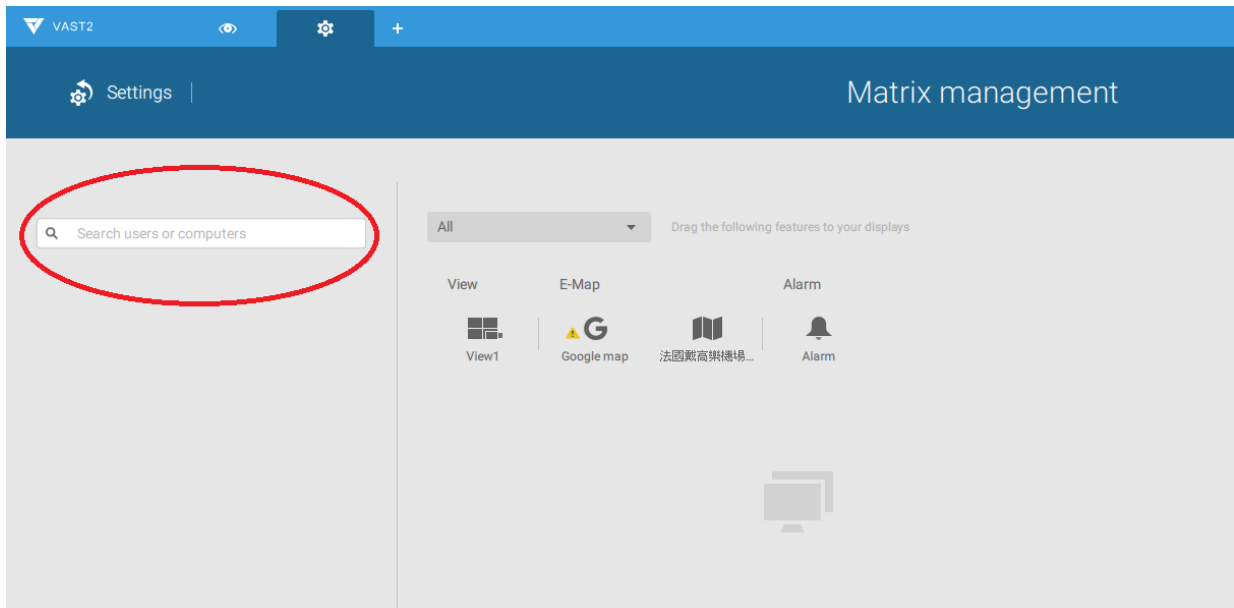 VAST2
+
Settings
Matrix management
Search users or computers
All
Drag the following features to your displays
View E-Map Alarm
View1 Google map 法國戴高樂機場... Alarm